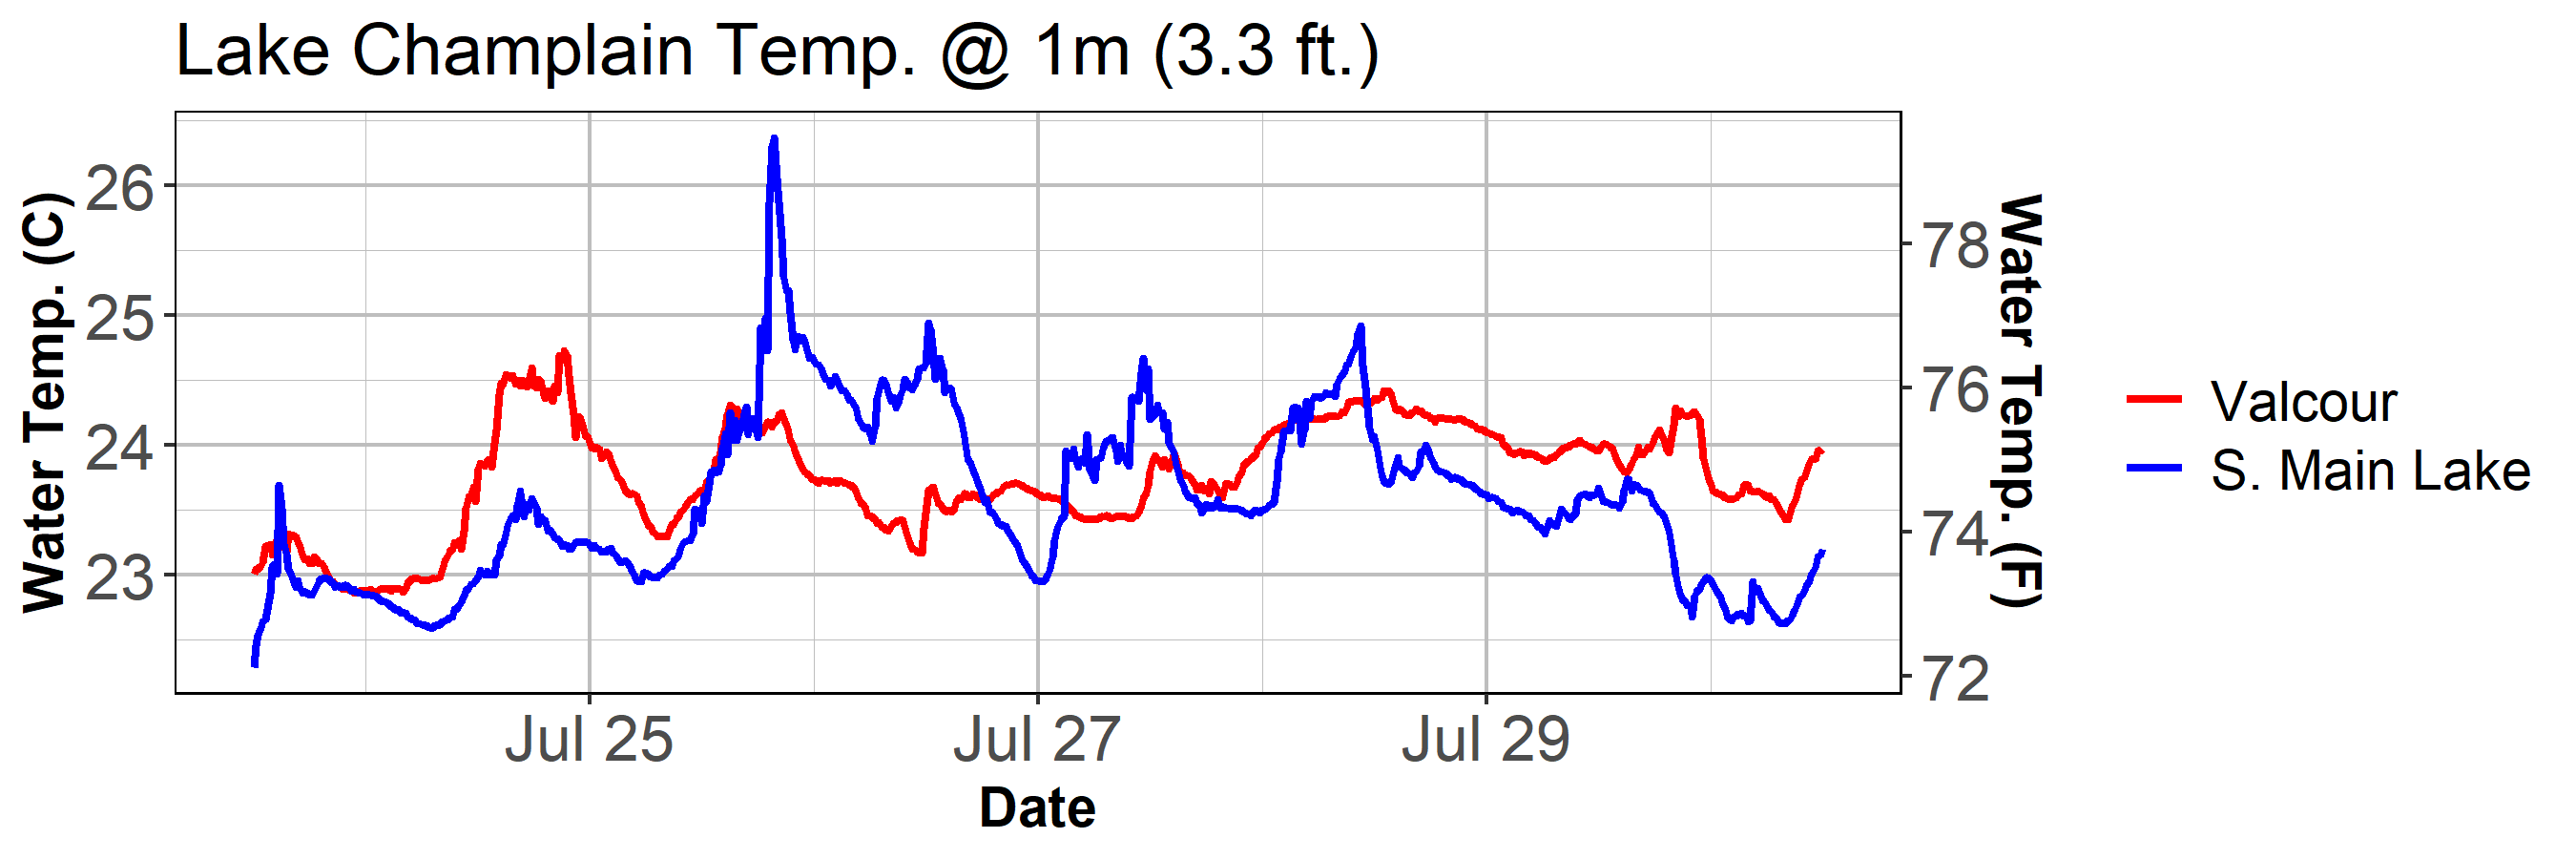 Lake Champlain Temp. @ 1m (3.3 ft.)
Water Temp. (C)
26
25
24
23
78
76
74
72
Water Temp. (F)
Jul 25
Jul 27
Jul 29
Date
Valcour
S. Main Lake